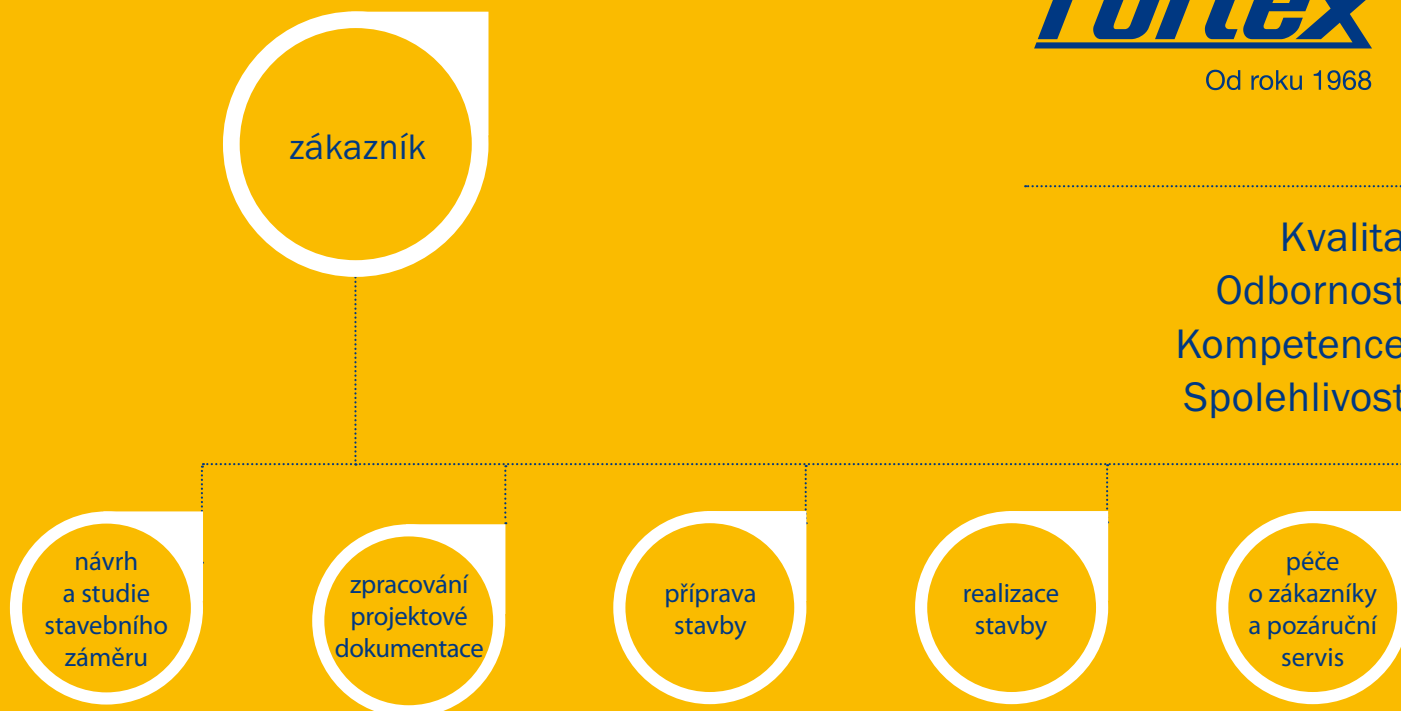 Fortex
Od roku 1968
zákazník
Kvalita
Odbornost
Kompetence
Spolehlivost
návrh
a studie
stavebního
záměru
zpracování
projektové
dokumentace
příprava
stavby
realizace
stavby
péče
o zákazníky
a pozáruční
servis